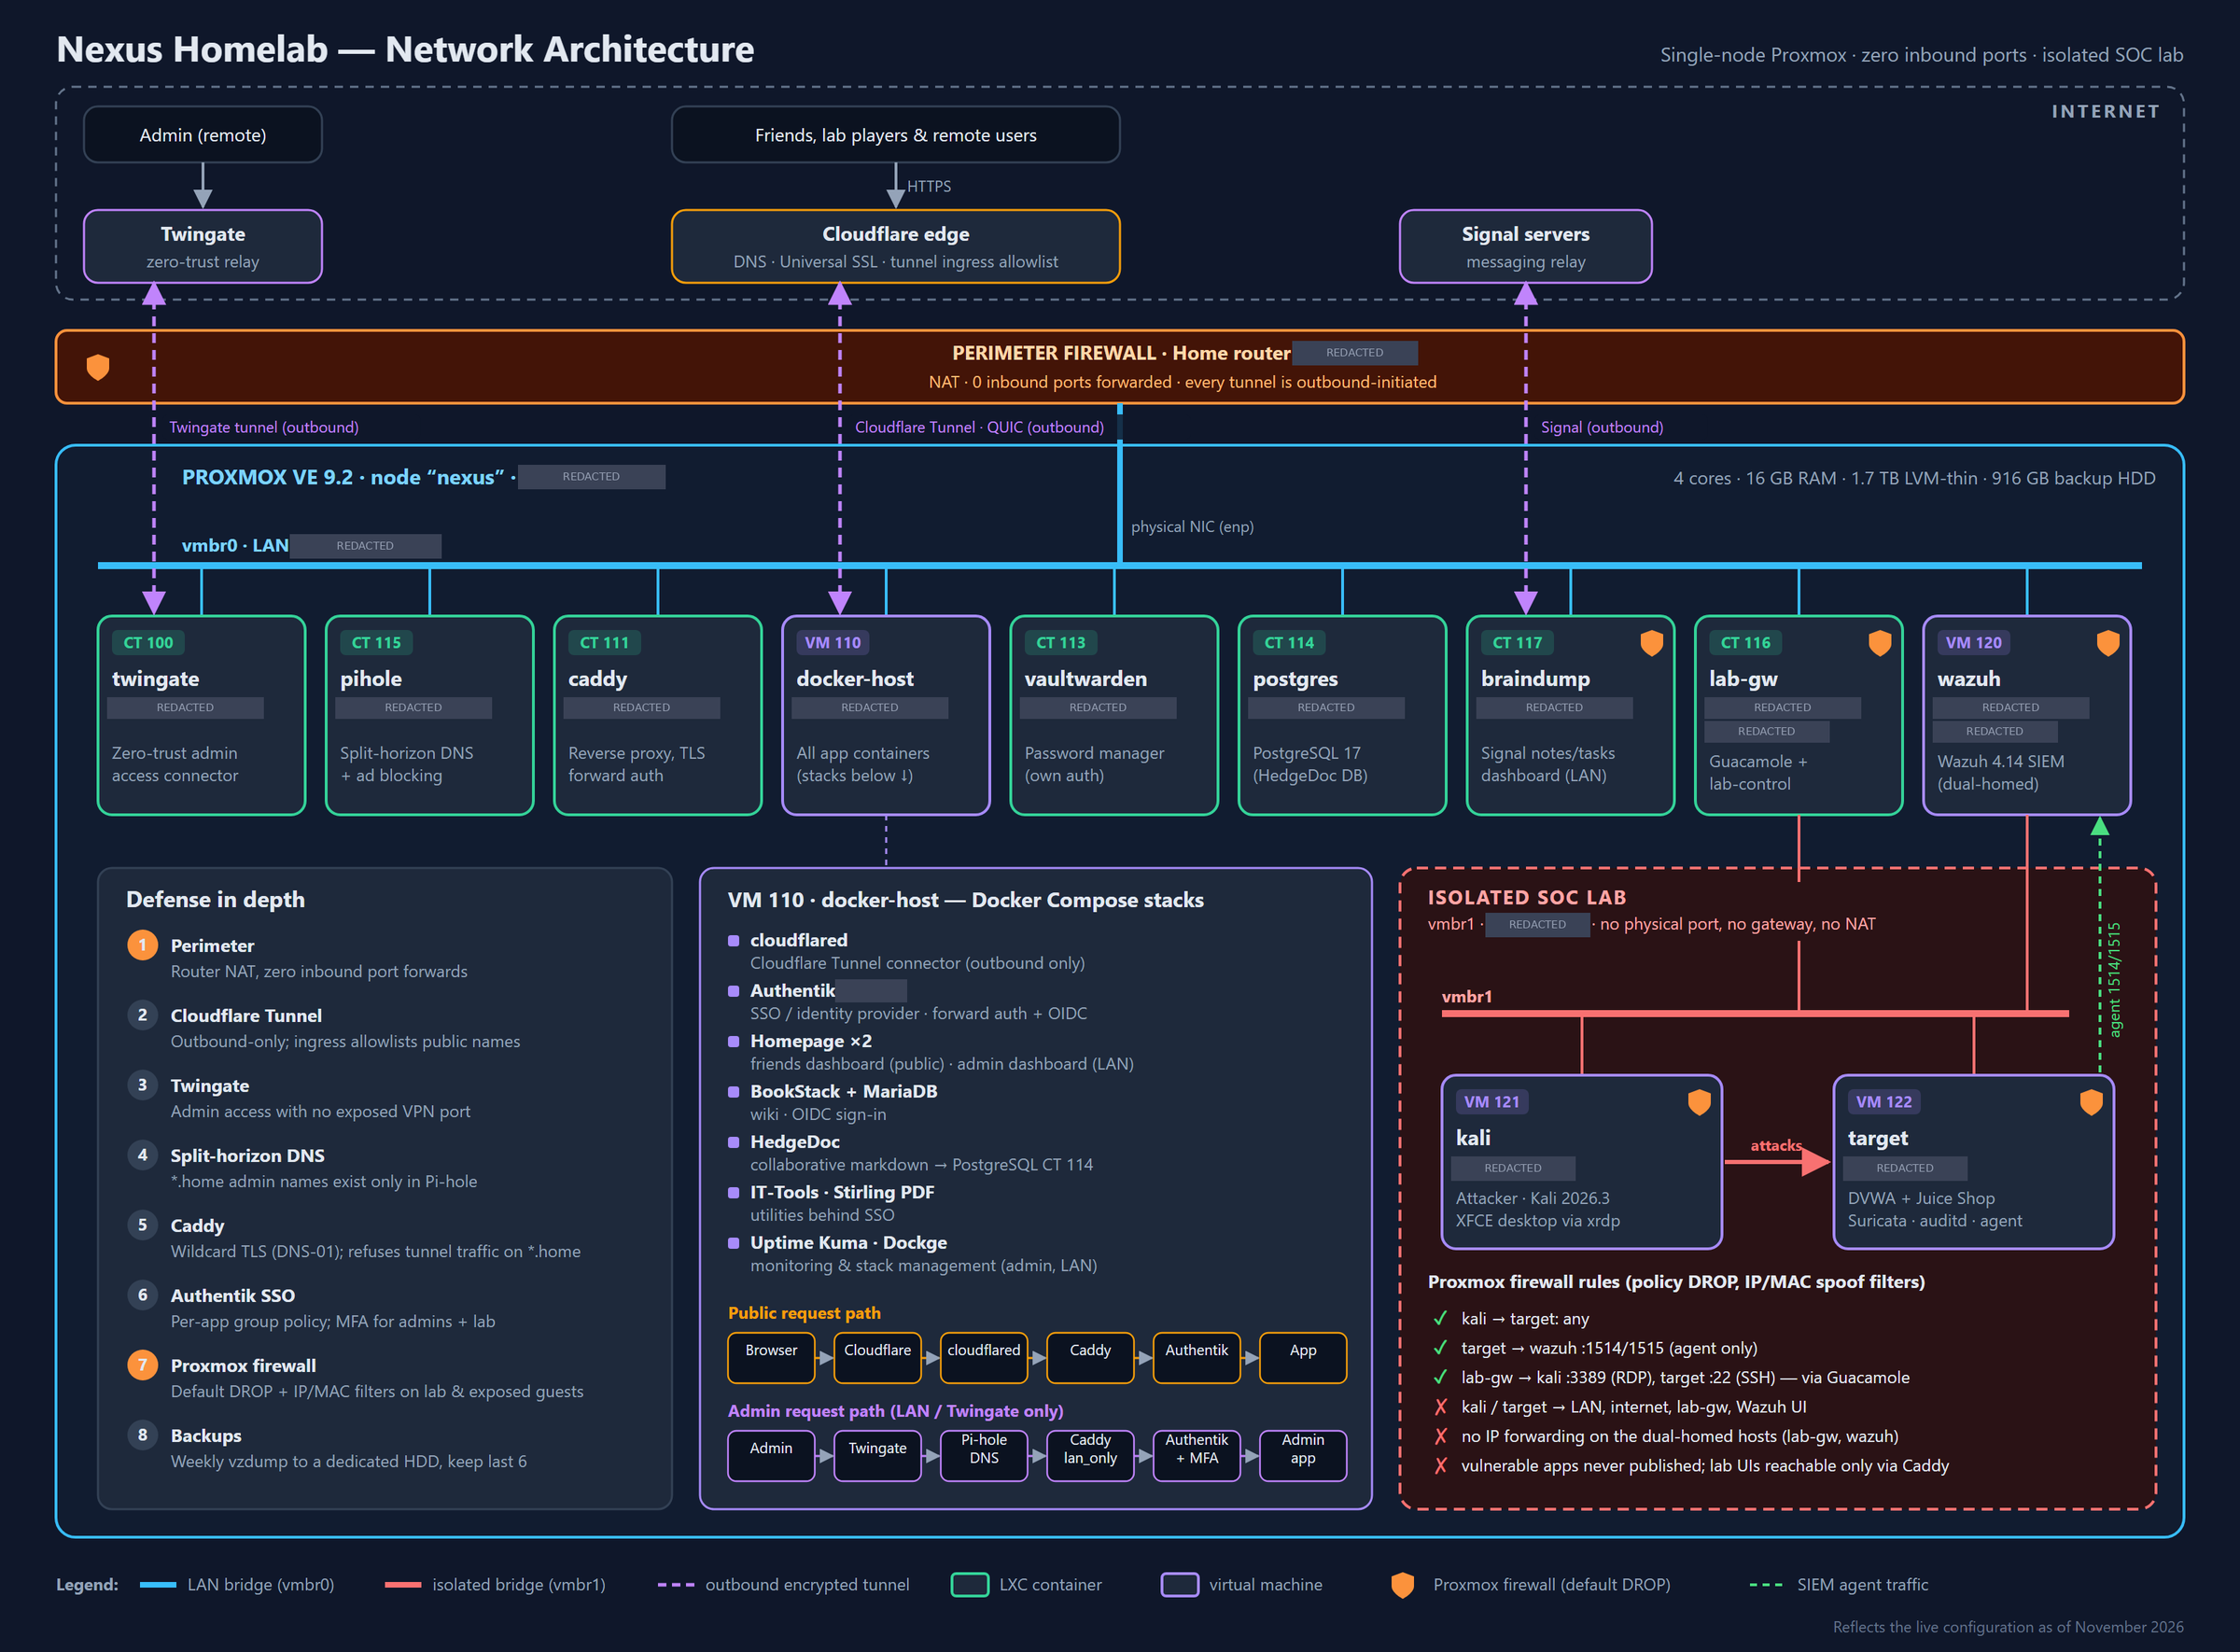 Nexus Homelab — Network Architecture
Single-node Proxmox · zero inbound ports · isolated SOC lab
INTERNET
Admin (remote)
Friends, lab players & remote users
HTTPS
Twingate
zero-trust relay
Cloudflare edge
DNS · Universal SSL · tunnel ingress allowlist
Signal servers
messaging relay
PERIMETER FIREWALL · Home router REDACTED
NAT · 0 inbound ports forwarded · every tunnel is outbound-initiated
Twingate tunnel (outbound)
Cloudflare Tunnel · QUIC (outbound)
Signal (outbound)
PROXMOX VE 9.2 · node “nexus” · REDACTED
4 cores · 16 GB RAM · 1.7 TB LVM-thin · 916 GB backup HDD
physical NIC (enp)
vmbr0 · LAN REDACTED
CT 100
twingate
REDACTED
Zero-trust admin
access connector
CT 115
pihole
REDACTED
Split-horizon DNS
+ ad blocking
CT 111
caddy
REDACTED
Reverse proxy, TLS
forward auth
VM 110
docker-host
REDACTED
All app containers
(stacks below ↓)
CT 113
vaultwarden
REDACTED
Password manager
(own auth)
CT 114
postgres
REDACTED
PostgreSQL 17
(HedgeDoc DB)
CT 117
braindump
REDACTED
Signal notes/tasks
dashboard (LAN)
CT 116
lab-gw
REDACTED
REDACTED
Guacamole +
lab-control
VM 120
wazuh
REDACTED
REDACTED
Wazuh 4.14 SIEM
(dual-homed)
Defense in depth
1 Perimeter
Router NAT, zero inbound port forwards
2 Cloudflare Tunnel
Outbound-only; ingress allowlists public names
3 Twingate
Admin access with no exposed VPN port
4 Split-horizon DNS
*.home admin names exist only in Pi-hole
5 Caddy
Wildcard TLS (DNS-01); refuses tunnel traffic on *.home
6 Authentik SSO
Per-app group policy; MFA for admins + lab
7 Proxmox firewall
Default DROP + IP/MAC filters on lab & exposed guests
8 Backups
Weekly vzdump to a dedicated HDD, keep last 6
VM 110 · docker-host — Docker Compose stacks
cloudflared
Cloudflare Tunnel connector (outbound only)
Authentik
SSO / identity provider · forward auth + OIDC
Homepage ×2
friends dashboard (public) · admin dashboard (LAN)
BookStack + MariaDB
wiki · OIDC sign-in
HedgeDoc
collaborative markdown → PostgreSQL CT 114
IT-Tools · Stirling PDF
utilities behind SSO
Uptime Kuma · Dockge
monitoring & stack management (admin, LAN)
Public request path
Browser
Cloudflare
cloudflared
Caddy
Authentik
App
Admin request path (LAN / Twingate only)
Admin
Twingate
Pi-hole
DNS
Caddy
lan_only
Authentik
+ MFA
Admin
app
ISOLATED SOC LAB
vmbr1 · REDACTED · no physical port, no gateway, no NAT
agent 1514/1515
vmbr1
VM 121
kali
REDACTED
Attacker · Kali 2026.3
XFCE desktop via xrdp
attacks
VM 122
target
REDACTED
DVWA + Juice Shop
Suricata · auditd · agent
Proxmox firewall rules (policy DROP, IP/MAC spoof filters)
✓ kali → target: any
✓ target → wazuh :1514/1515 (agent only)
✓ lab-gw → kali :3389 (RDP), target :22 (SSH) — via Guacamole
✗ kali / target → LAN, internet, lab-gw, Wazuh UI
✗ no IP forwarding on the dual-homed hosts (lab-gw, wazuh)
✗ vulnerable apps never published; lab UIs reachable only via Caddy
Legend:
LAN bridge (vmbr0)
isolated bridge (vmbr1)
outbound encrypted tunnel
LXC container
virtual machine
Proxmox firewall (default DROP)
SIEM agent traffic
Reflects the live configuration as of November 2026